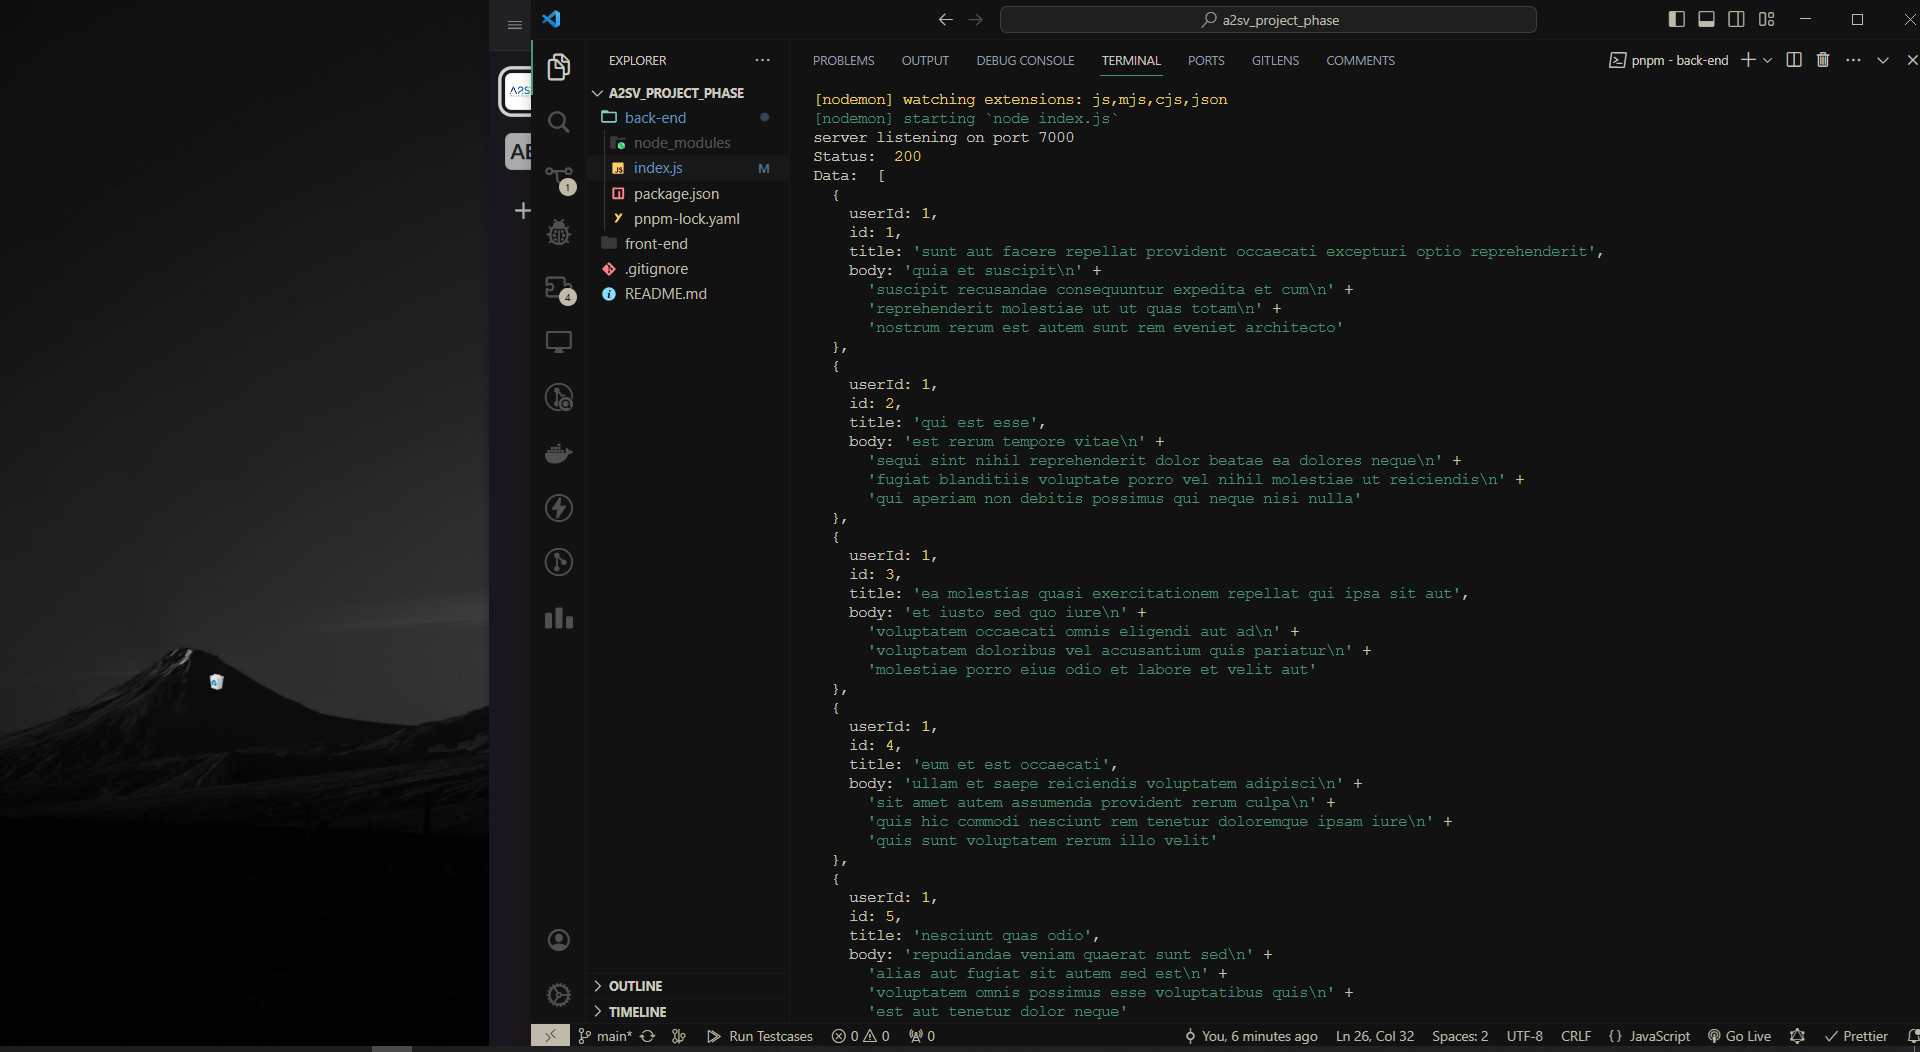 a2sv_project_phase
A2S
AE
EXPLORER
A2SV_PROJECT_PHASE
back-end
node_modules
index.js M
package.json
pnpm-lock.yaml
front-end
.gitignore
README.md
OUTLINE
TIMELINE
1
4
PROBLEMS OUTPUT DEBUG CONSOLE TERMINAL PORTS GITLENS COMMENTS
pnpm - back-end
[nodemon] watching extensions: js,mjs,cjs,json
[nodemon] starting `node index.js`
server listening on port 7000
Status:  200
Data:  [
{
userId: 1,
id: 1,
title: 'sunt aut facere repellat provident occaecati excepturi optio reprehenderit',
body: 'quia et suscipit\n' +
'suscipit recusandae consequuntur expedita et cum\n' +
'reprehenderit molestiae ut ut quas totam\n' +
'nostrum rerum est autem sunt rem eveniet architecto'
},
{
userId: 1,
id: 2,
title: 'qui est esse',
body: 'est rerum tempore vitae\n' +
'sequi sint nihil reprehenderit dolor beatae ea dolores neque\n' +
'fugiat blanditiis voluptate porro vel nihil molestiae ut reiciendis\n' +
'qui aperiam non debitis possimus qui neque nisi nulla'
},
{
userId: 1,
id: 3,
title: 'ea molestias quasi exercitationem repellat qui ipsa sit aut',
body: 'et iusto sed quo iure\n' +
'voluptatem occaecati omnis eligendi aut ad\n' +
'voluptatem doloribus vel accusantium quis pariatur\n' +
'molestiae porro eius odio et labore et velit aut'
},
{
userId: 1,
id: 4,
title: 'eum et est occaecati',
body: 'ullam et saepe reiciendis voluptatem adipisci\n' +
'sit amet autem assumenda provident rerum culpa\n' +
'quis hic commodi nesciunt rem tenetur doloremque ipsam iure\n' +
'quis sunt voluptatem rerum illo velit'
},
{
userId: 1,
id: 5,
title: 'nesciunt quas odio',
body: 'repudiandae veniam quaerat sunt sed\n' +
'alias aut fugiat sit autem sed est\n' +
'voluptatem omnis possimus esse voluptatibus quis\n' +
'est aut tenetur dolor neque'
main* Run Testcases 0 0 0 You, 6 minutes ago Ln 26, Col 32 Spaces: 2 UTF-8 CRLF {} JavaScript Go Live Prettier